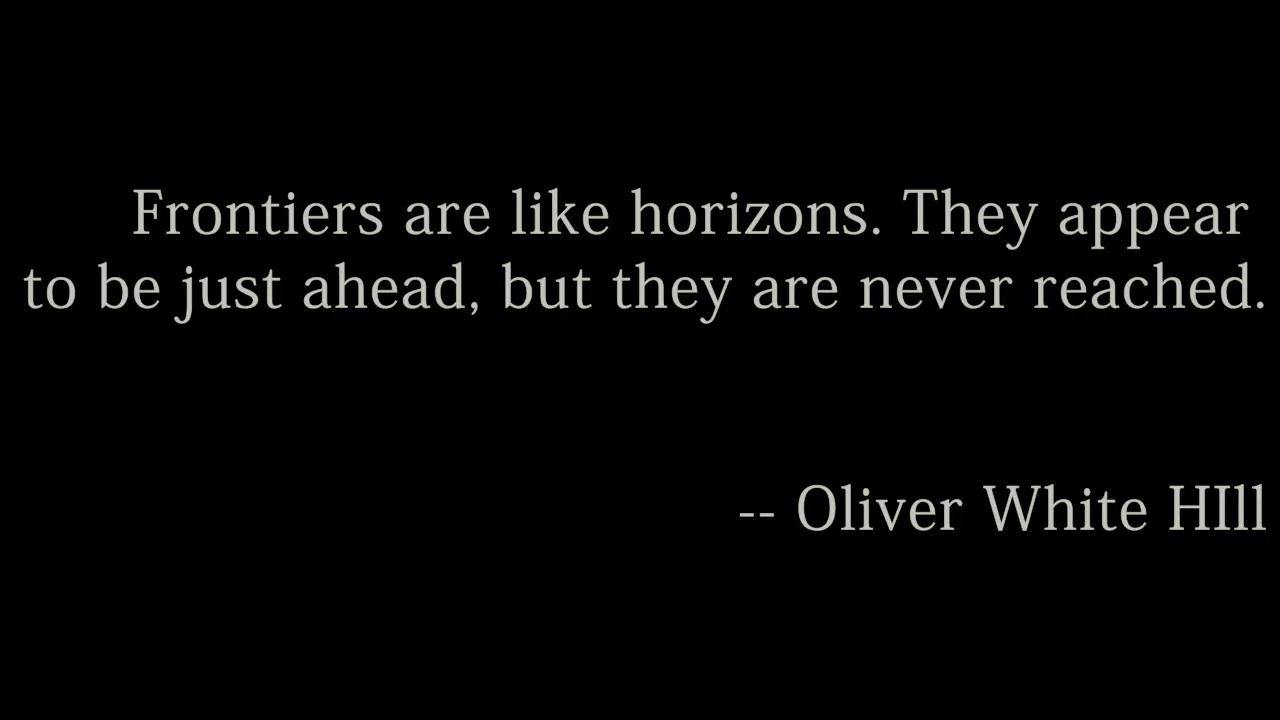 Frontiers are like horizons. They appear
to be just ahead, but they are never reached.
-- Oliver White HIll